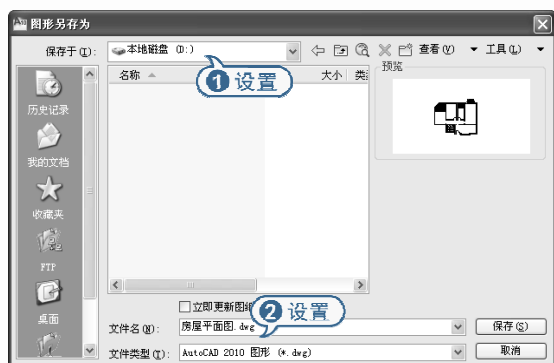 图形另存为
保存于(I): 本地磁盘 (D:) 查看(V) 工具(L)
名称 大小 类
预览
① 设置
历史记录
我的文档
收藏夹
FTP
桌面
立即更新图纸
② 设置
文件名(N): 房屋平面图.dwg 保存(S)
文件类型(T): AutoCAD 2010 图形 (*.dwg) 取消